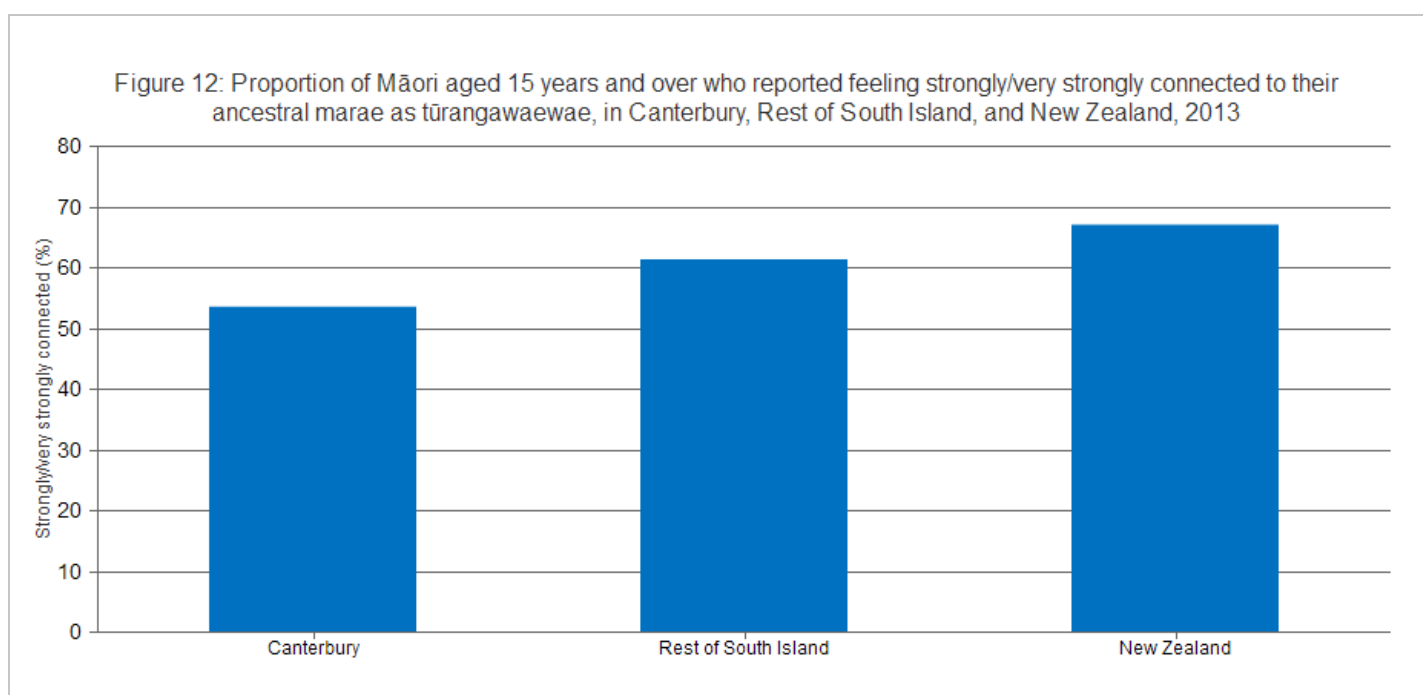 Figure 12: Proportion of Māori aged 15 years and over who reported feeling strongly/very strongly connected to their
ancestral marae as tūrangawaewae, in Canterbury, Rest of South Island, and New Zealand, 2013
Strongly/very strongly connected (%)
80
70
60
50
40
30
20
10
0
Canterbury
Rest of South Island
New Zealand